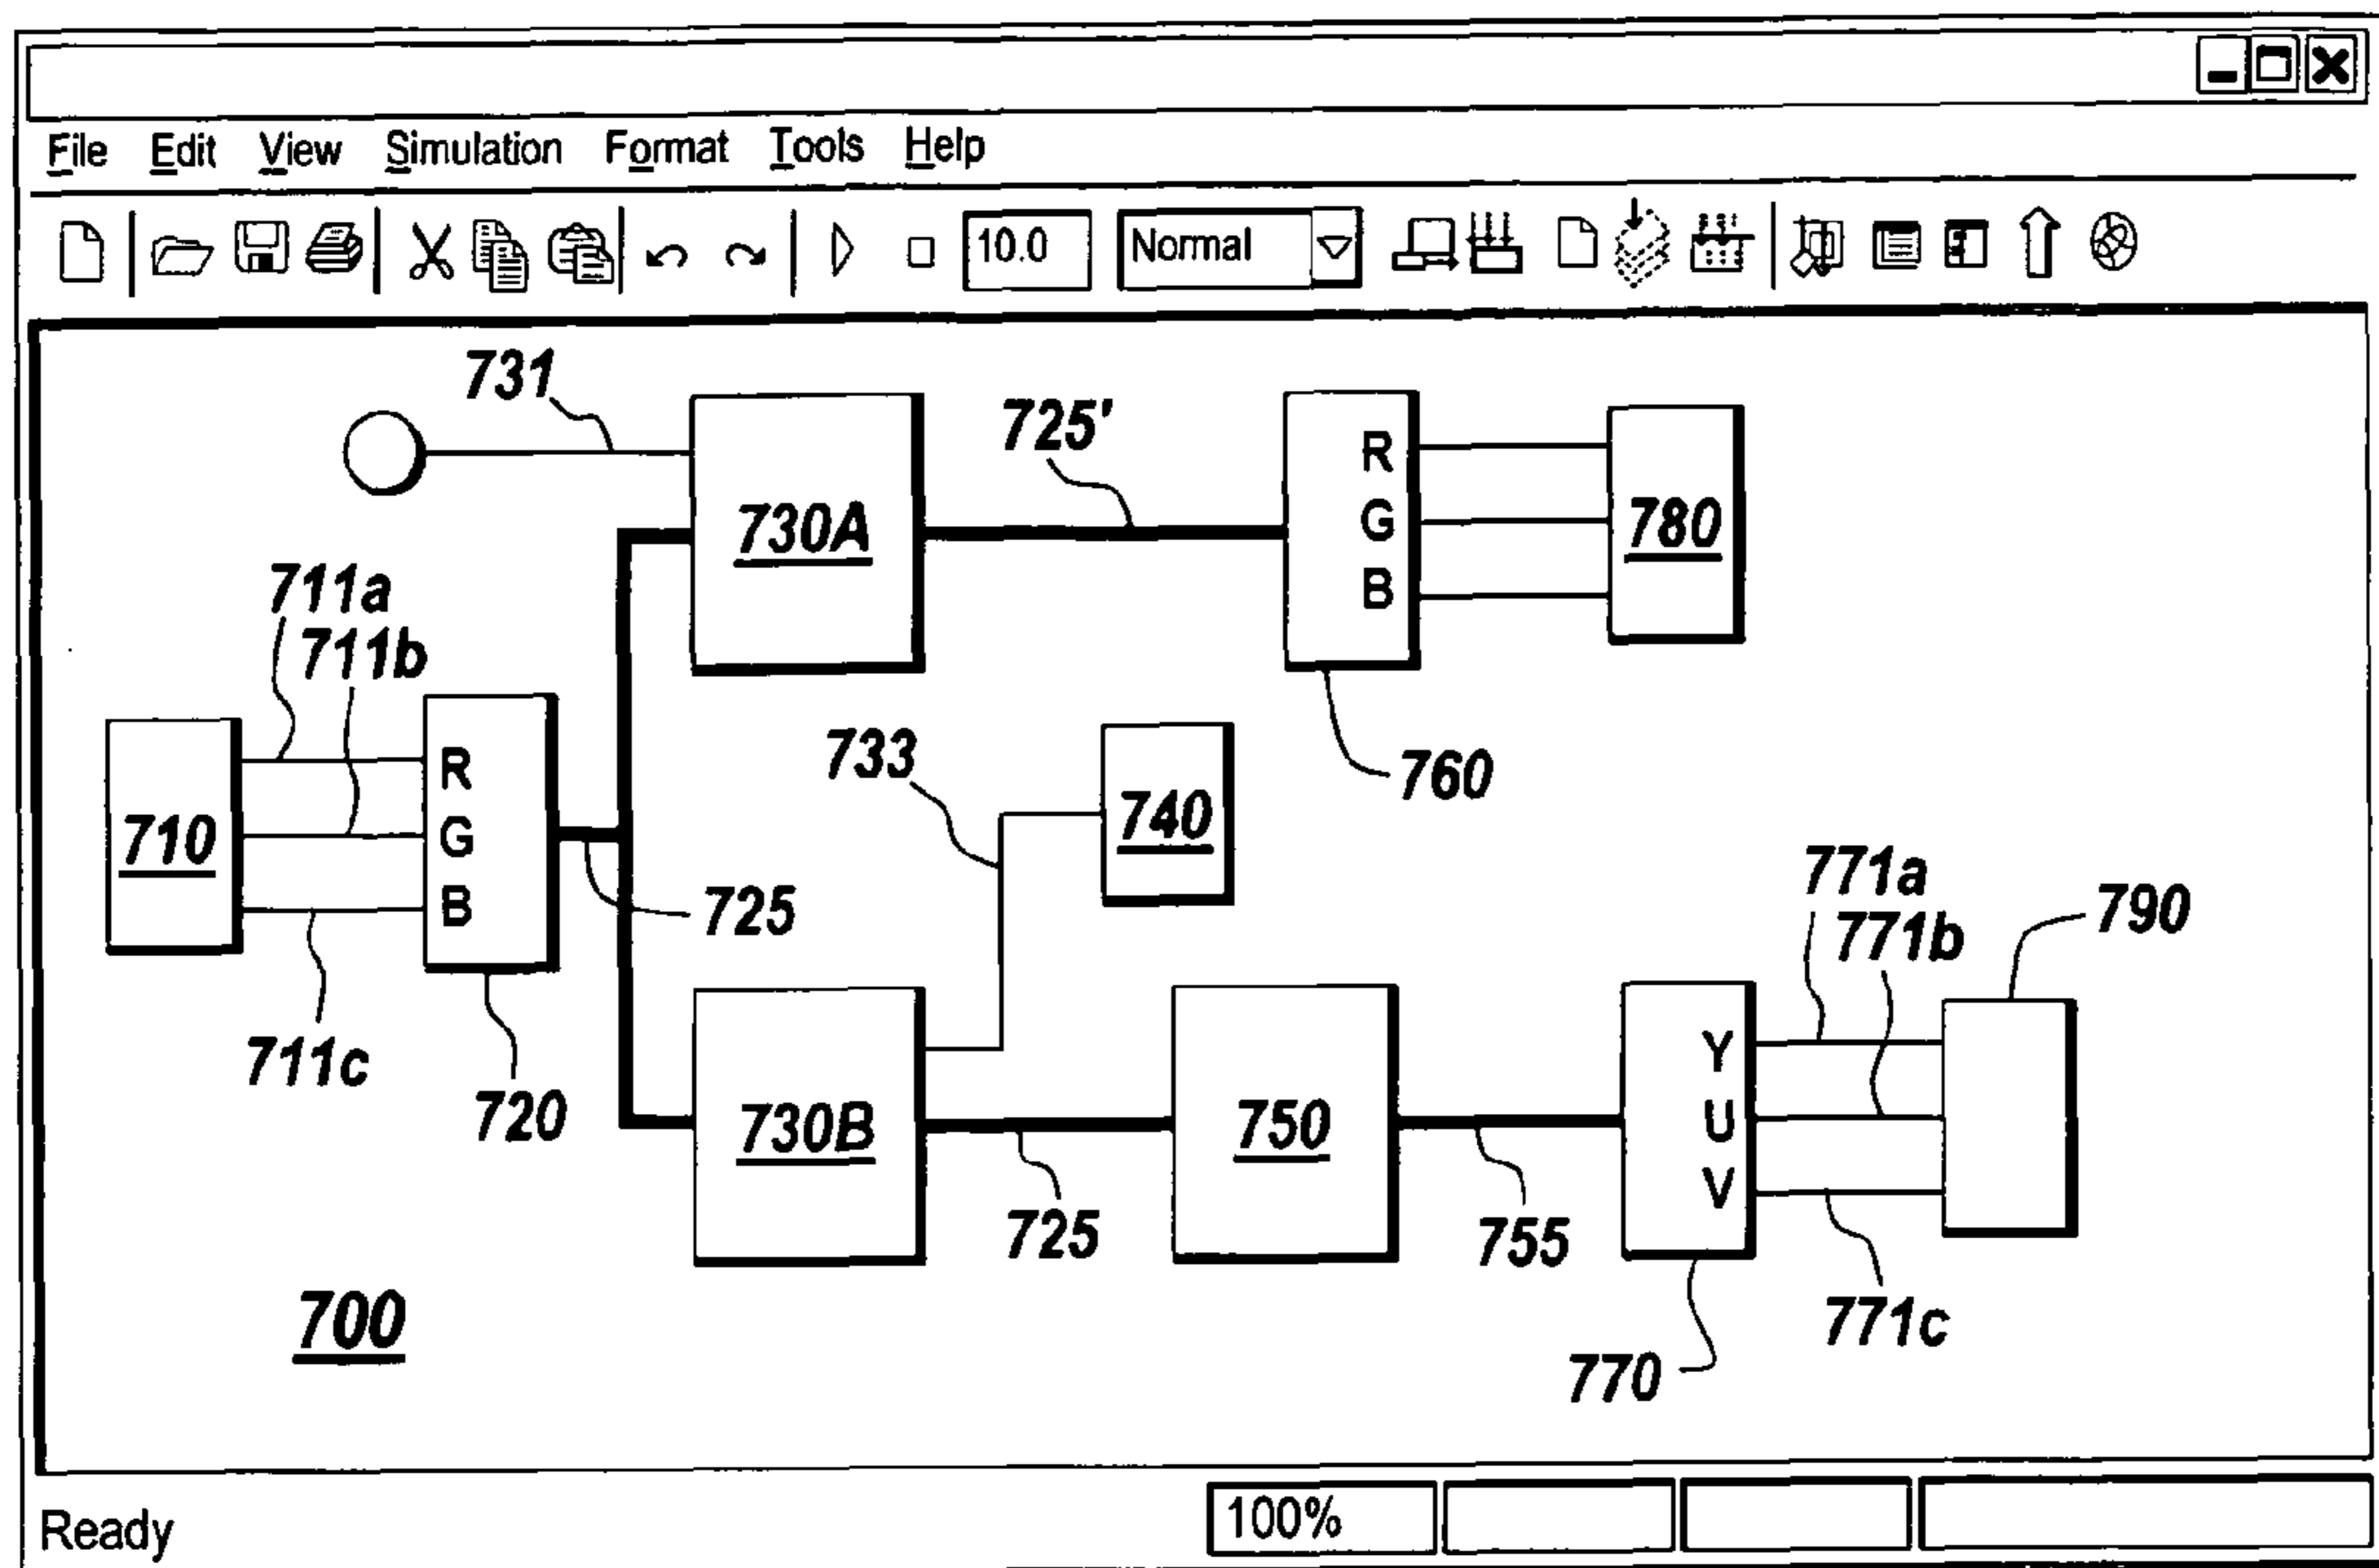 File Edit View Simulation Format Tools Help
10.0 Normal
731
725'
730A
R
G
B
780
760
711a
711b
711c
710
R
G
B
720
725
733
740
730B
725
750
755
Y
U
V
770
771a
771b
771c
790
700
Ready 100%